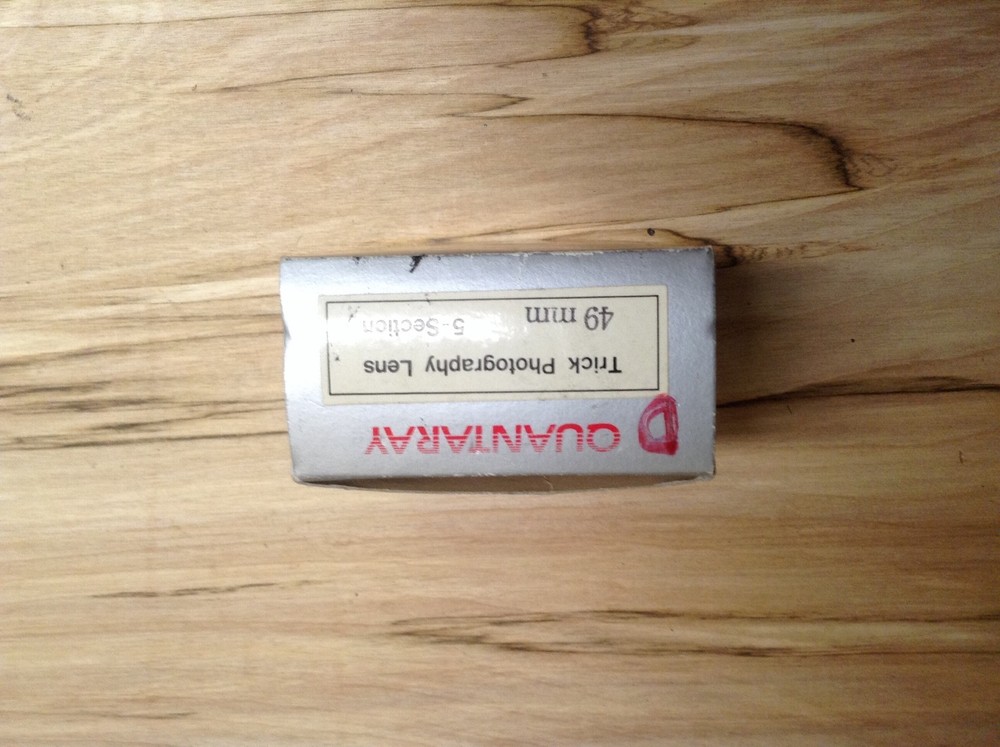 QUANTARAY
Trick Photography Lens
49 mm 5-Section